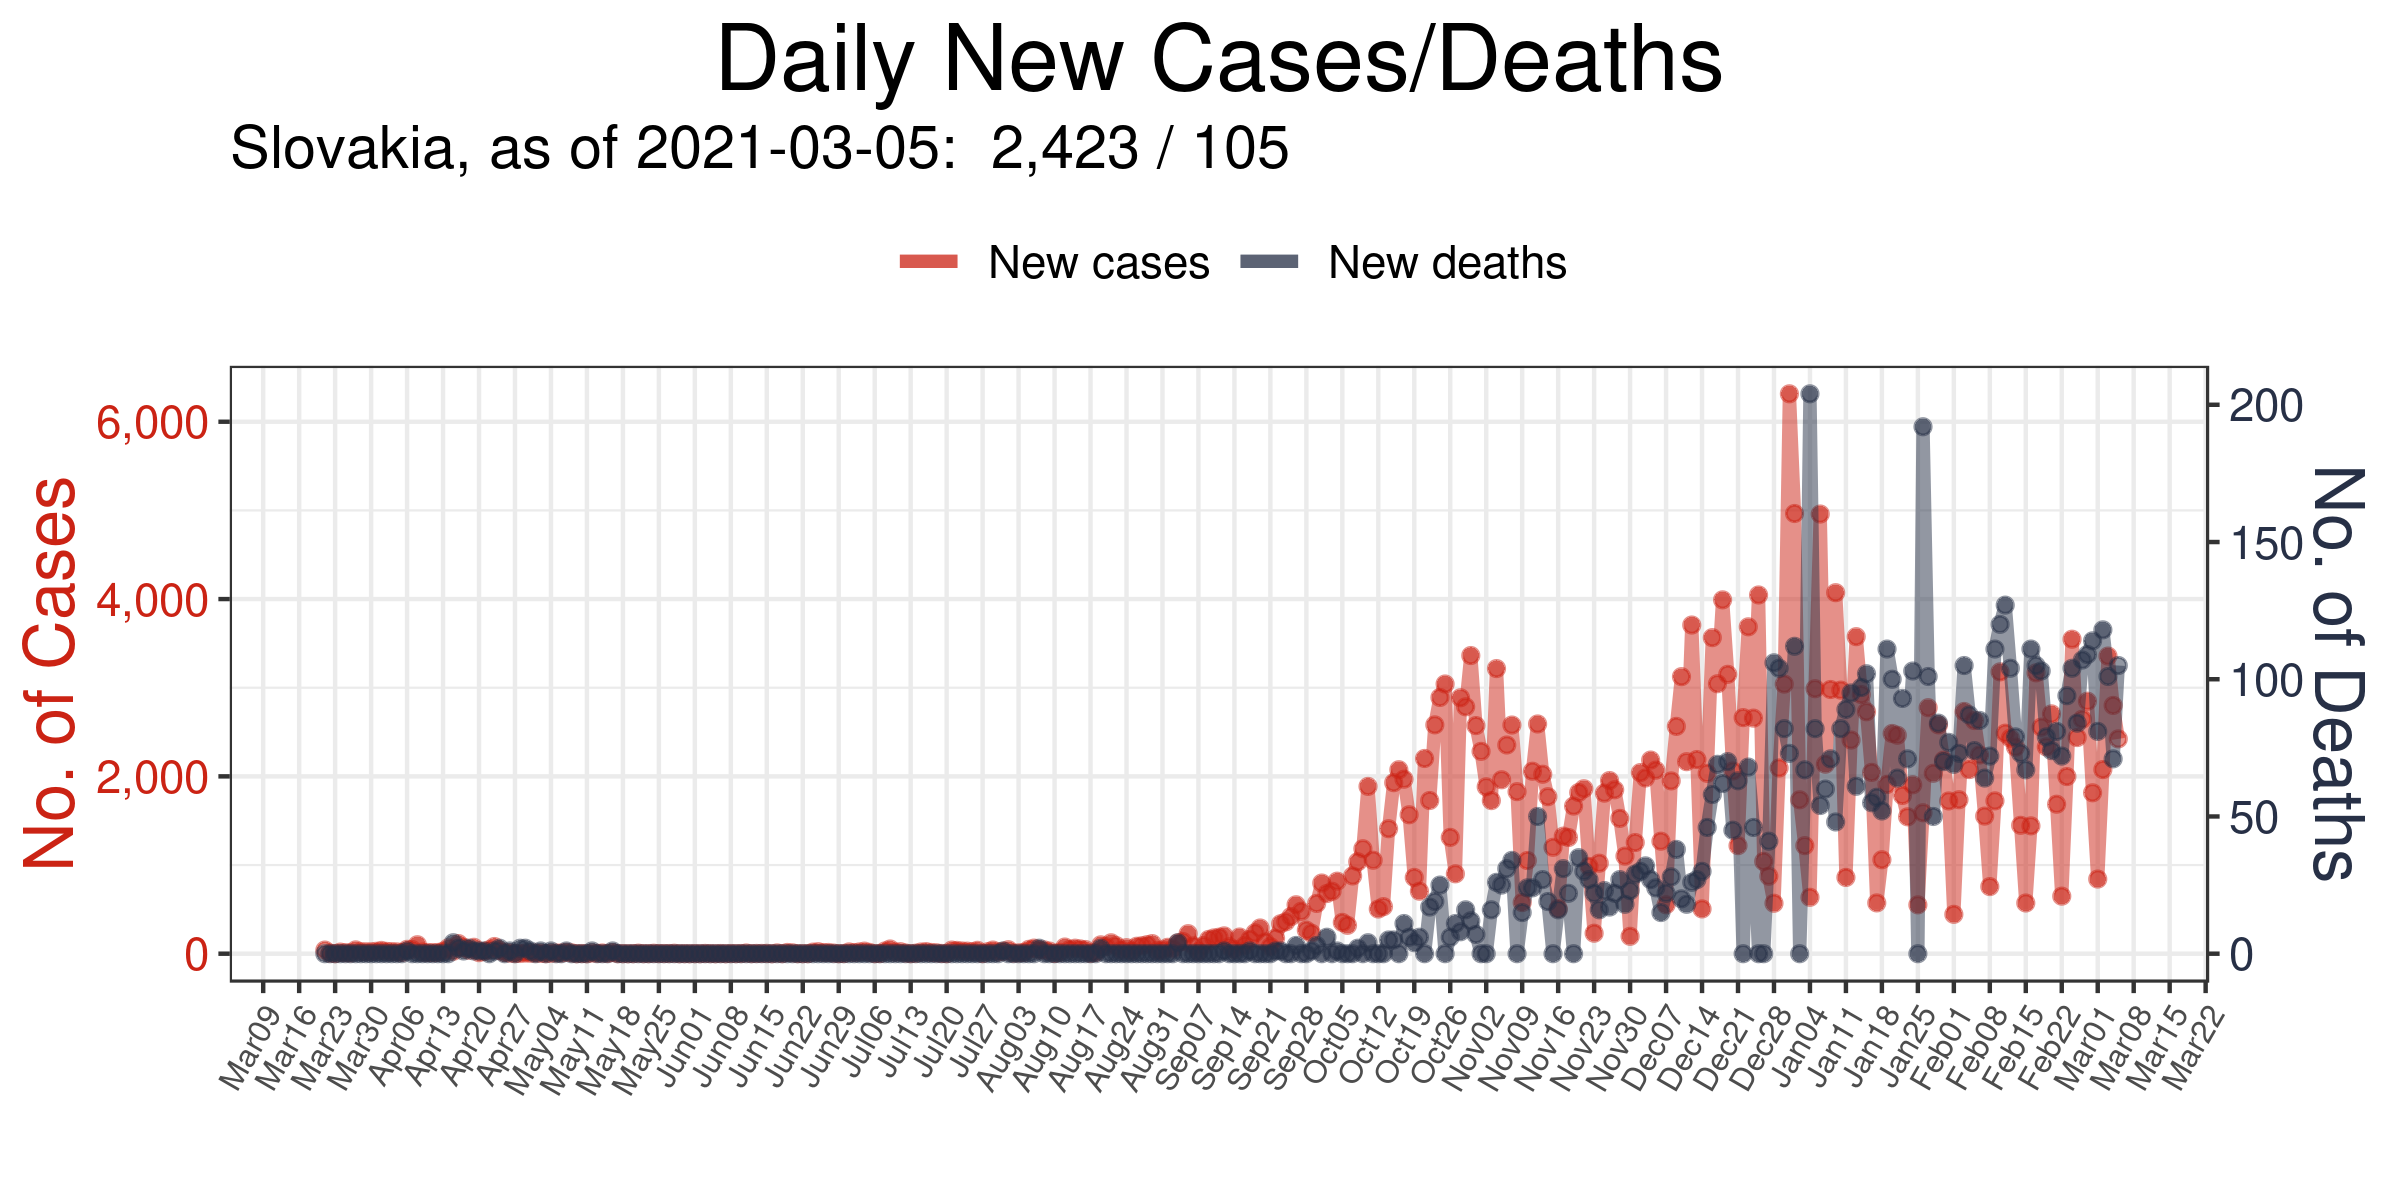 Daily New Cases/Deaths
Slovakia, as of 2021-03-05: 2,423 / 105
New cases
New deaths
No. of Cases
6,000
4,000
2,000
0
200
150
100
50
0
No. of Deaths
Mar09
Mar16
Mar23
Mar30
Apr06
Apr13
Apr20
Apr27
May04
May11
May18
May25
Jun01
Jun08
Jun15
Jun22
Jun29
Jul06
Jul13
Jul20
Jul27
Aug03
Aug10
Aug17
Aug24
Aug31
Sep07
Sep14
Sep21
Sep28
Oct05
Oct12
Oct19
Oct26
Nov02
Nov09
Nov16
Nov23
Nov30
Dec07
Dec14
Dec21
Dec28
Jan04
Jan11
Jan18
Jan25
Feb01
Feb08
Feb15
Feb22
Mar01
Mar08
Mar15
Mar22